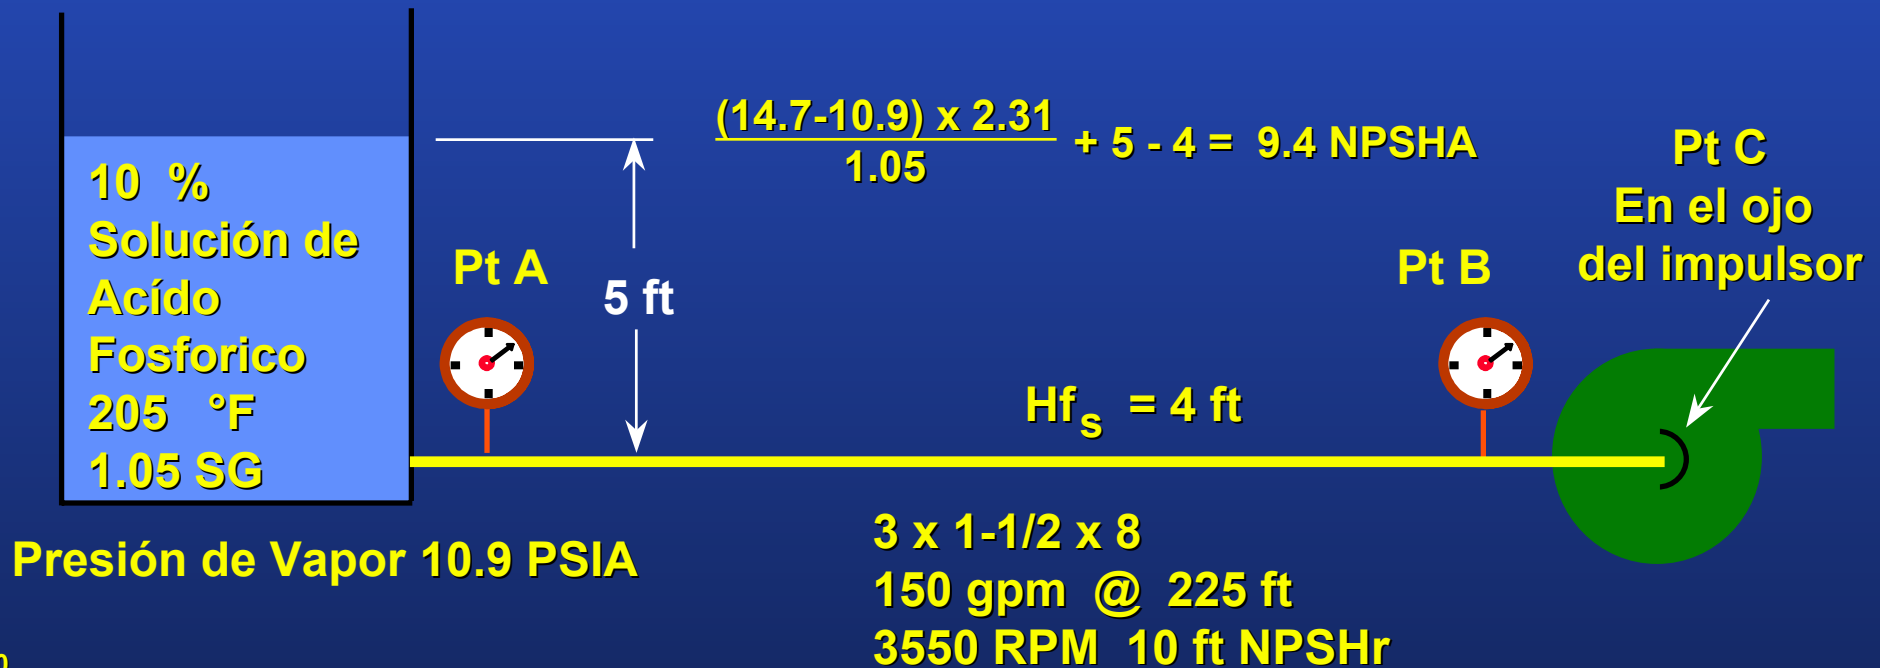 10 %
Solución de
Acído
Fosforico
205 °F
1.05 SG
Presión de Vapor 10.9 PSIA
Pt A
5 ft
(14.7-10.9) x 2.31
1.05
+ 5 - 4 = 9.4 NPSHA
Hfs = 4 ft
Pt B
Pt C
En el ojo
del impulsor
3 x 1-1/2 x 8
150 gpm @ 225 ft
3550 RPM 10 ft NPSHr